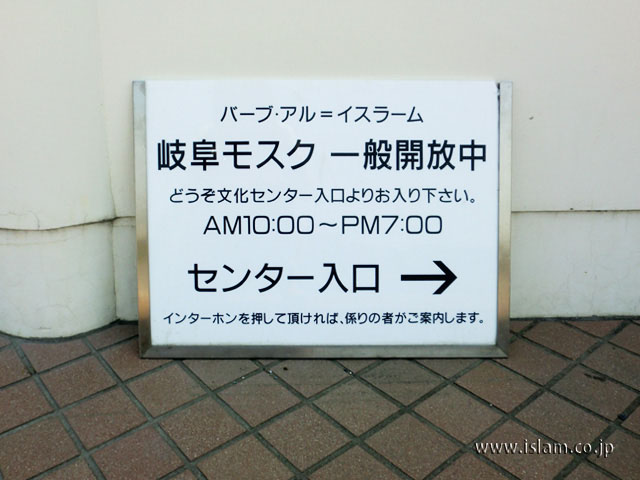 バーブ・アル＝イスラーム
岐阜モスク 一般開放中
どうぞ文化センター入口よりお入り下さい。
AM10:00～PM7:00
センター入口 →
インターホンを押して頂ければ、係りの者がご案内します。
www.islam.co.jp